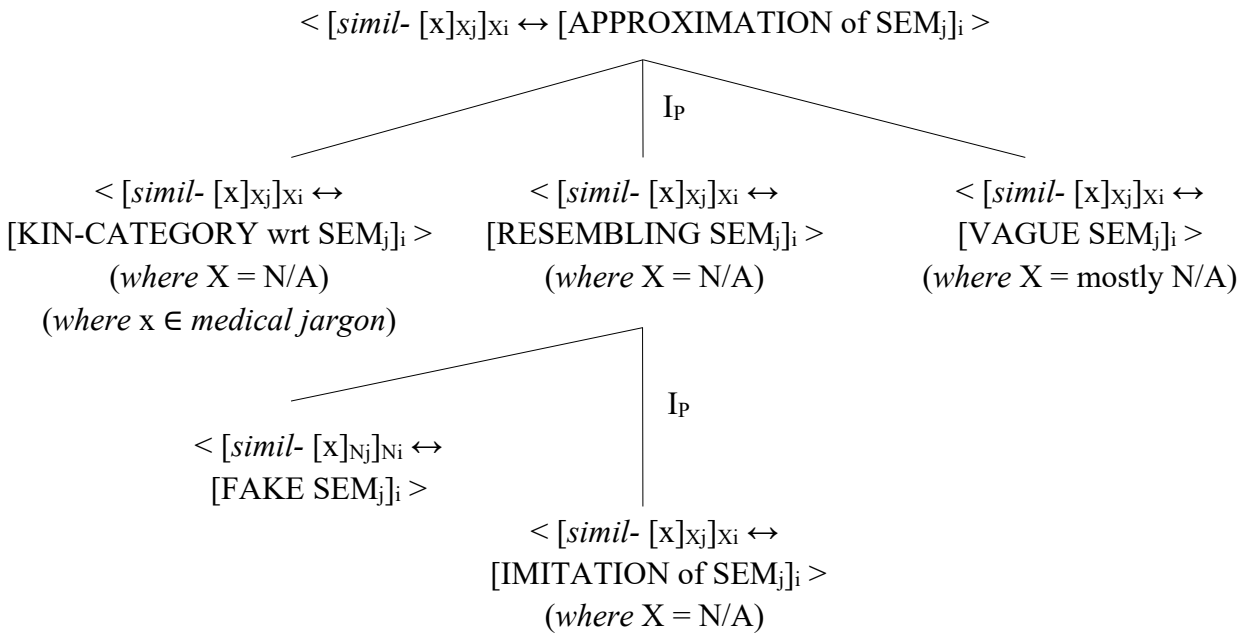 < [simil- [x]Xj]Xi ↔ [APPROXIMATION of SEMj]i >
IP
< [simil- [x]Xj]Xi ↔
[KIN-CATEGORY wrt SEMj]i >
(where X = N/A)
(where x ∈ medical jargon)
< [simil- [x]Xj]Xi ↔
[RESEMBLING SEMj]i >
(where X = N/A)
< [simil- [x]Xj]Xi ↔
[VAGUE SEMj]i >
(where X = mostly N/A)
IP
< [simil- [x]Nj]Ni ↔
[FAKE SEMj]i >
< [simil- [x]Xj]Xi ↔
[IMITATION of SEMj]i >
(where X = N/A)